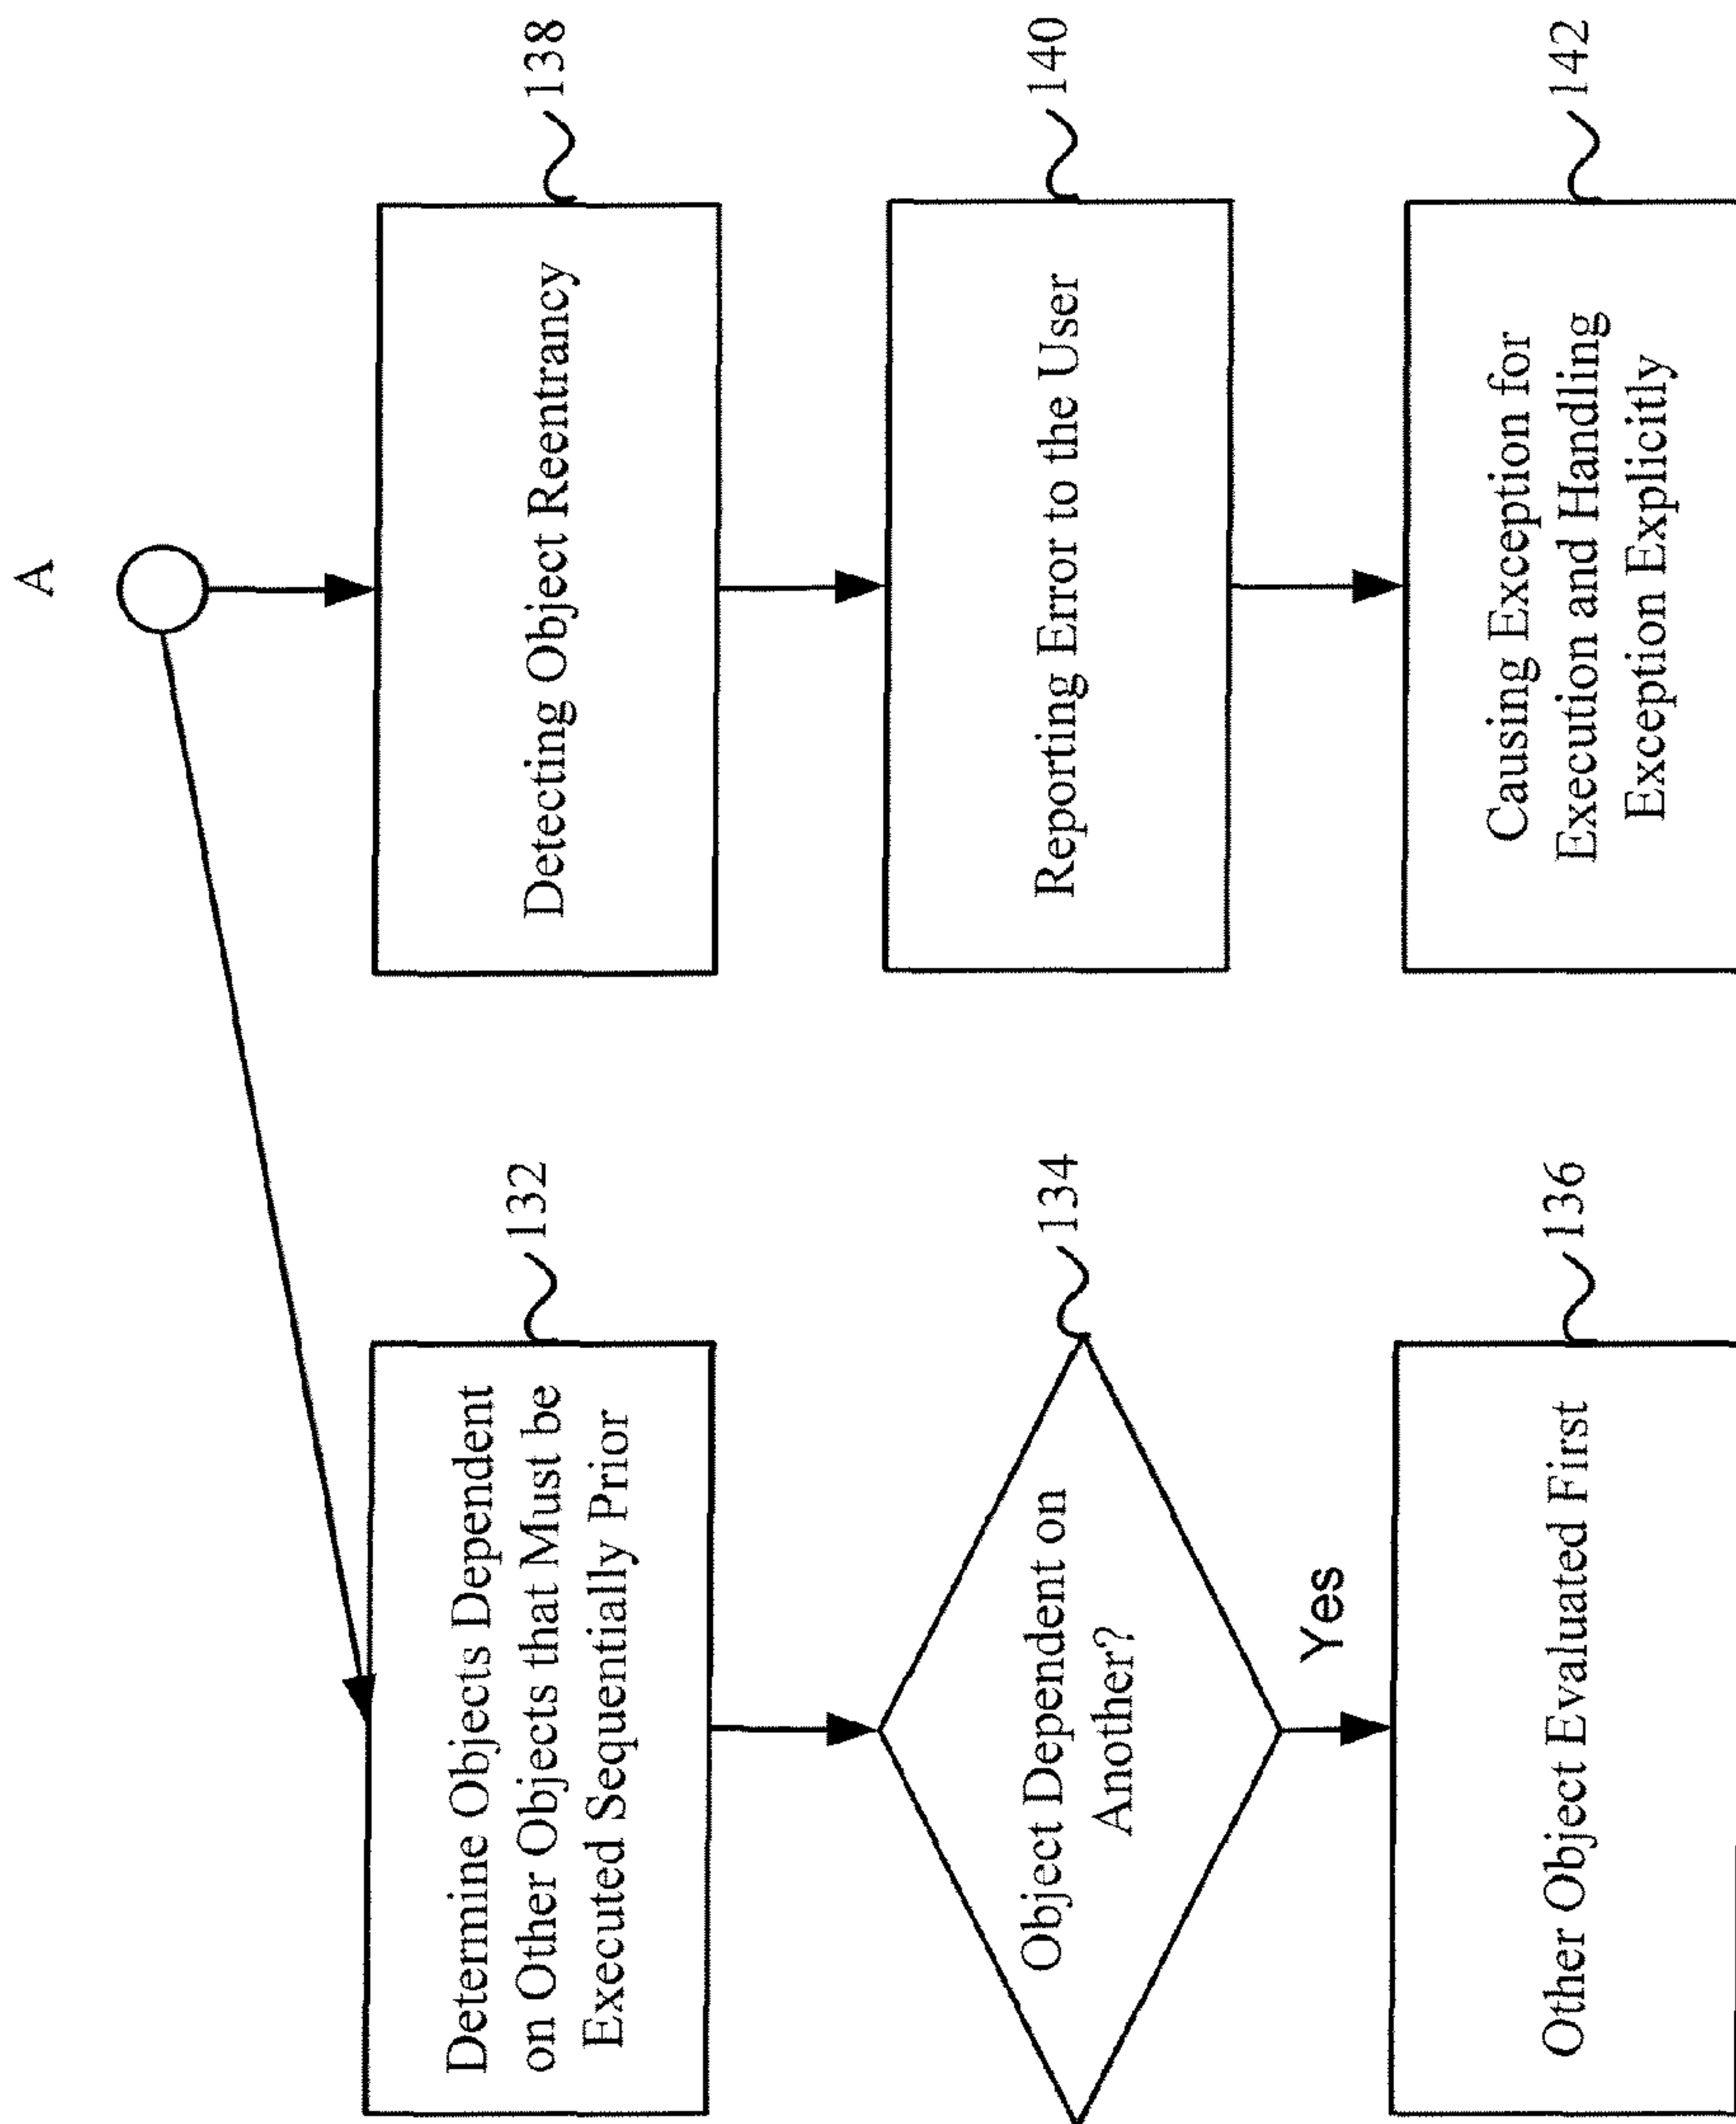 A
Determine Objects Dependent
on Other Objects that Must be
Executed Sequentially Prior
132
Object Dependent on
Another?
134
Yes
Other Object Evaluated First
136
Detecting Object Reentrancy
138
Reporting Error to the User
140
Causing Exception for
Execution and Handling
Exception Explicitly
142